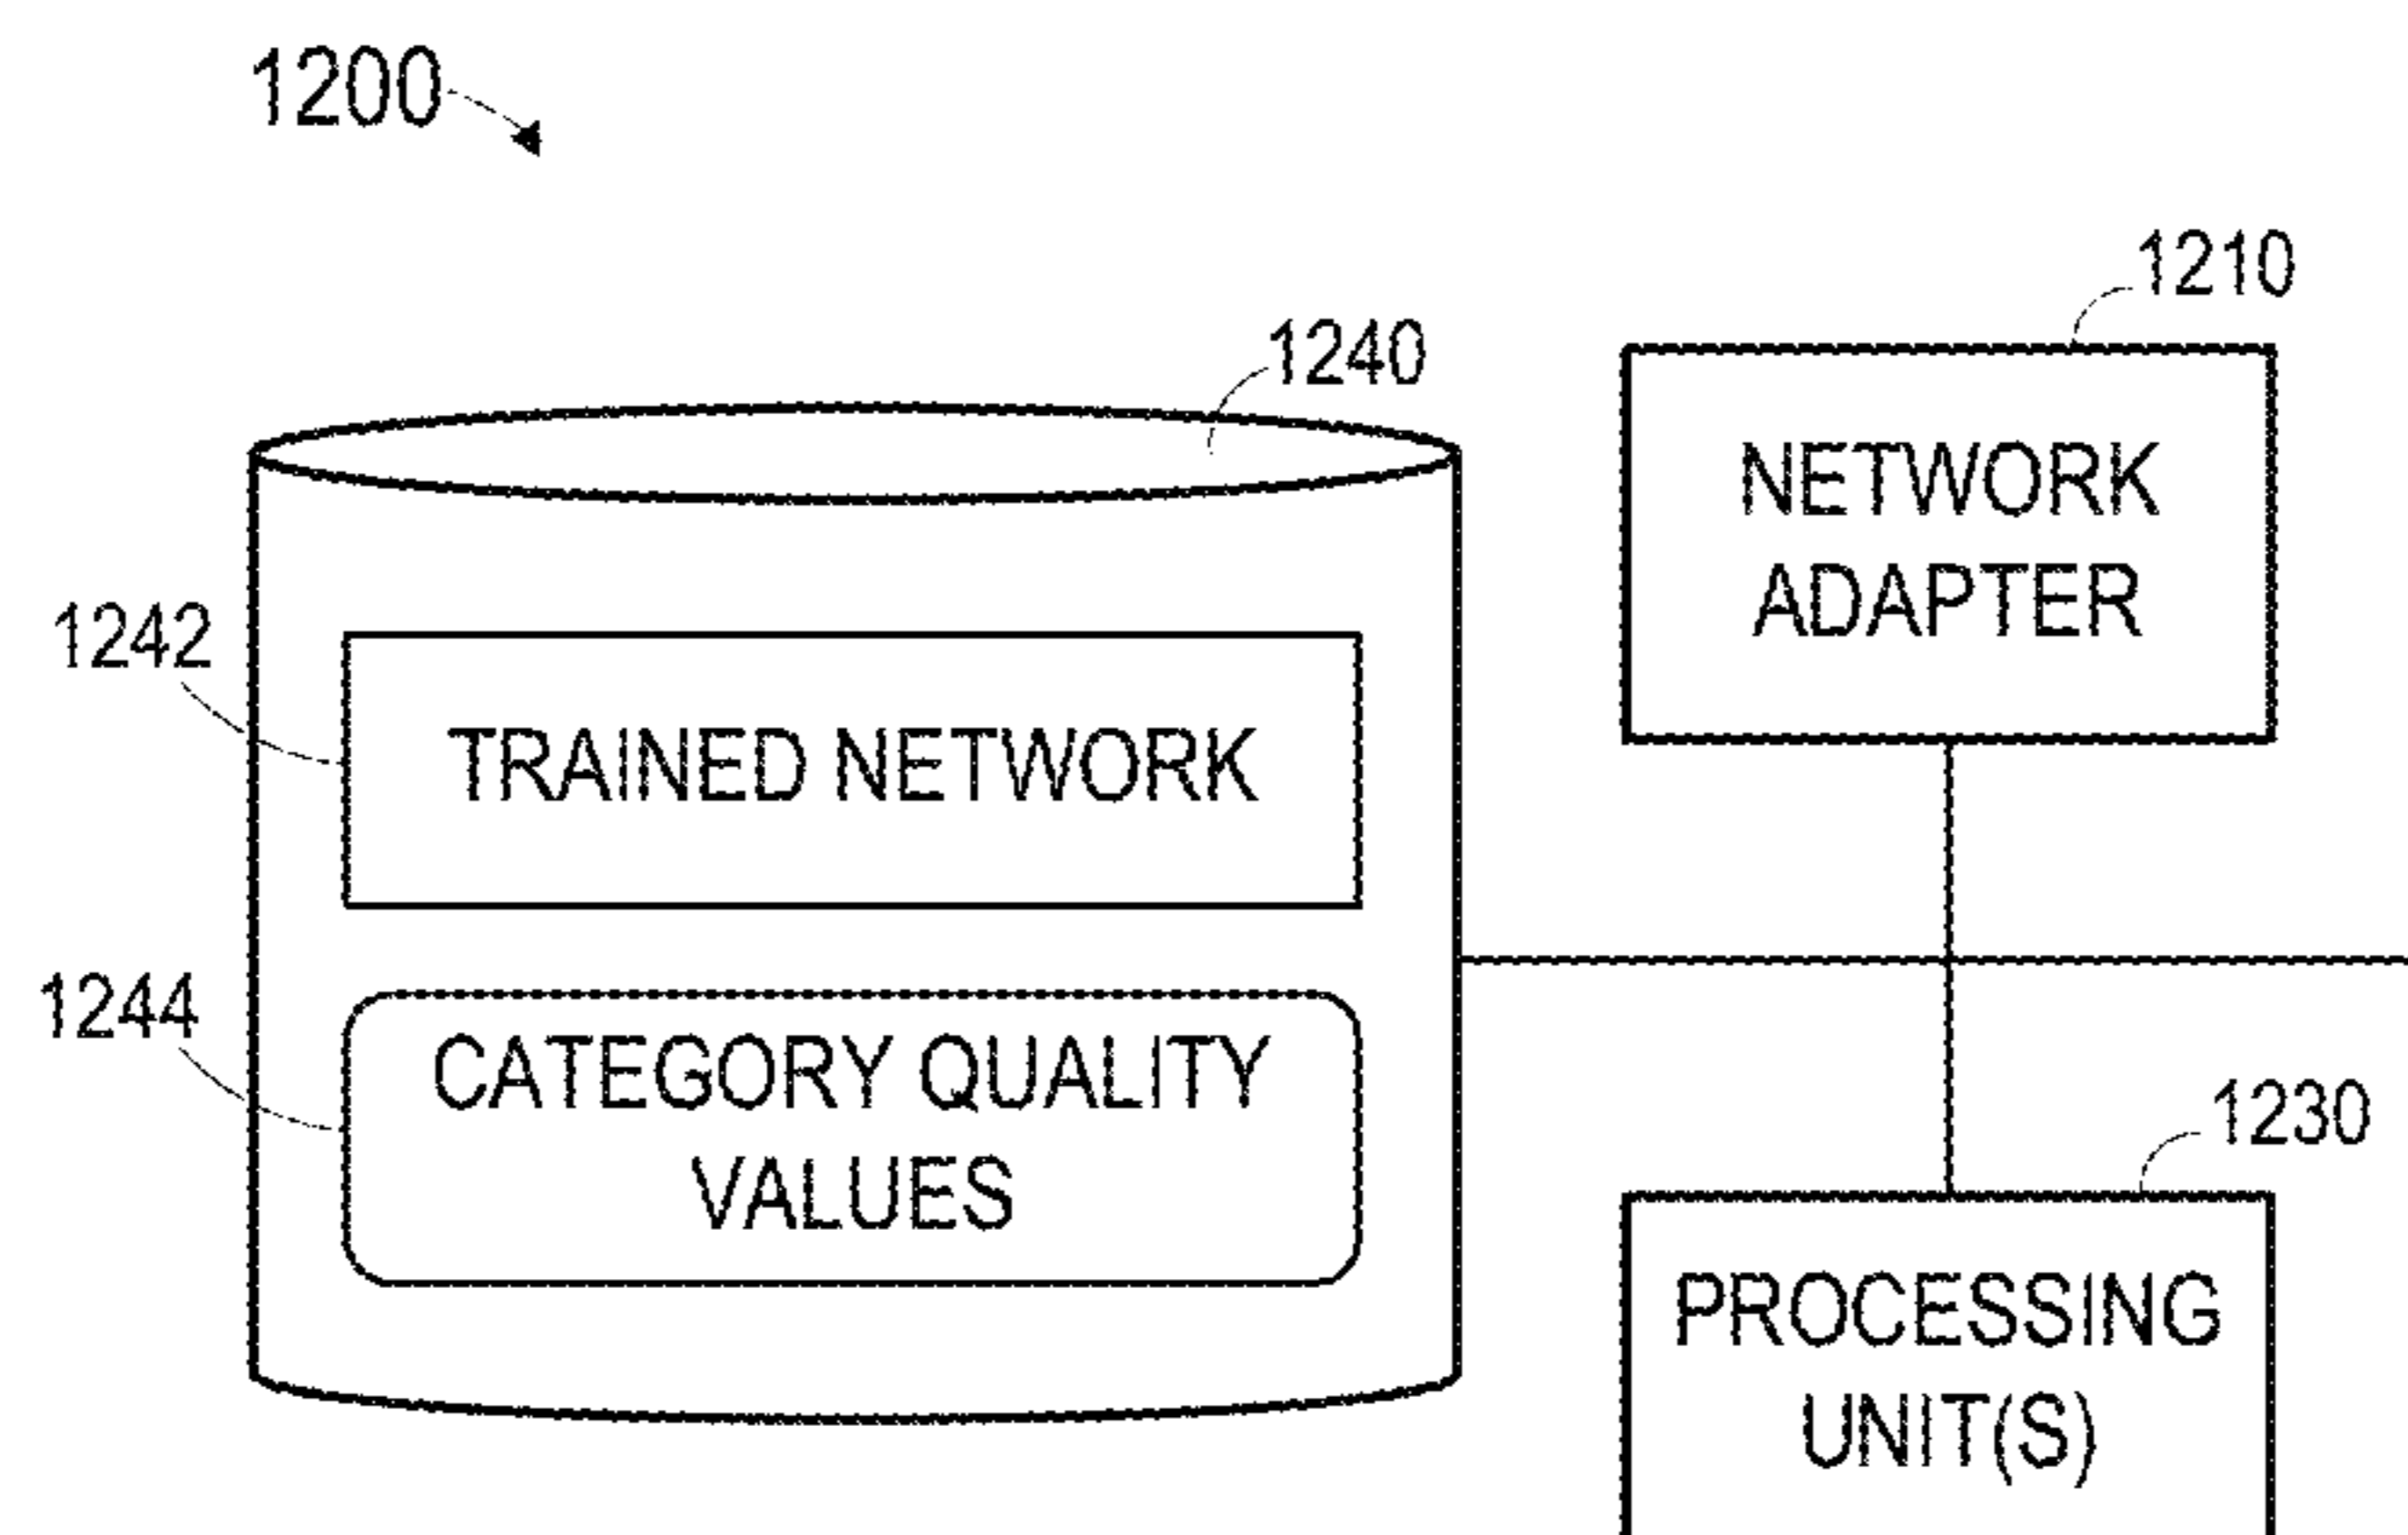 1200
1210
1240
NETWORK
ADAPTER
1242
TRAINED NETWORK
1244
CATEGORY QUALITY
VALUES
1230
PROCESSING
UNIT(S)